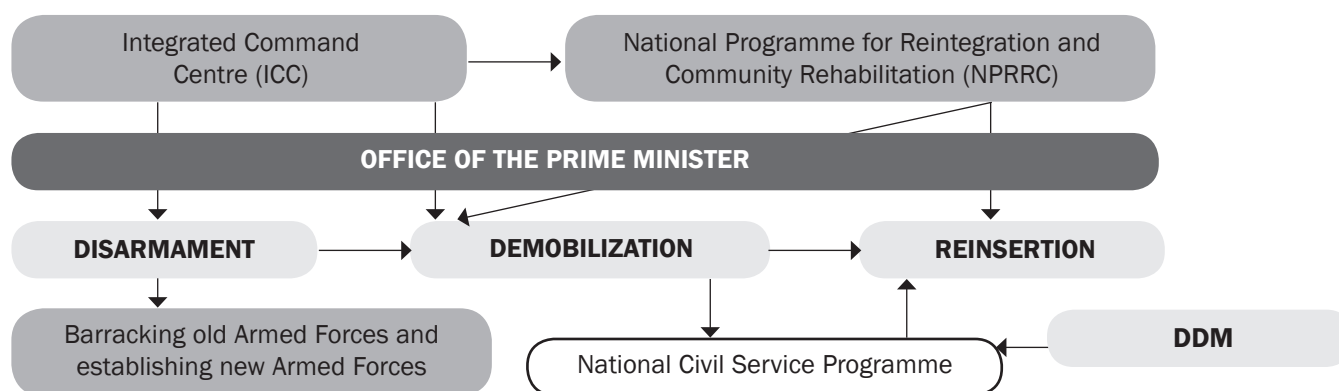 Integrated Command
Centre (ICC)
National Programme for Reintegration and
Community Rehabilitation (NPRRC)
OFFICE OF THE PRIME MINISTER
DISARMAMENT
DEMOBILIZATION
REINSERTION
Barracking old Armed Forces and
establishing new Armed Forces
National Civil Service Programme
DDM